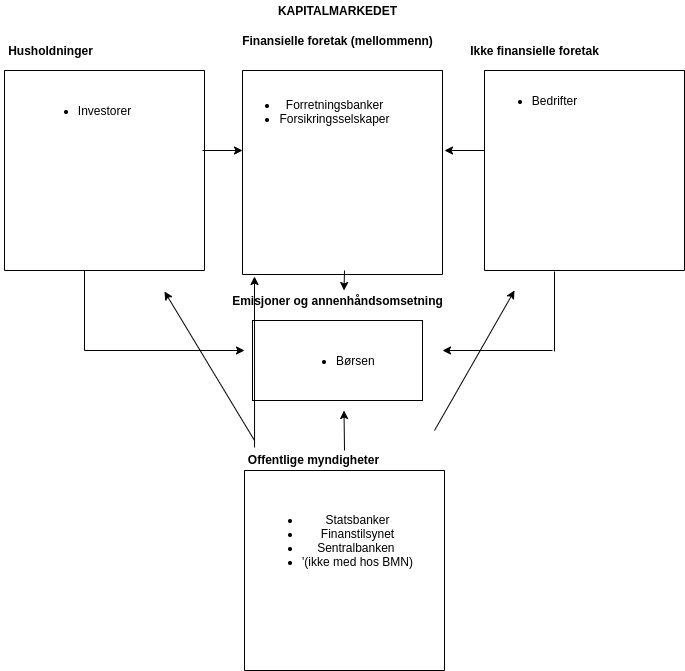 KAPITALMARKEDET
Husholdninger
Finansielle foretak (mellommenn)
Ikke finansielle foretak
• Investorer
• Forretningsbanker
• Forsikringsselskaper
• Bedrifter
Emisjoner og annenhåndsomsetning
• Børsen
Offentlige myndigheter
• Statsbanker
• Finanstilsynet
• Sentralbanken
• '(ikke med hos BMN)